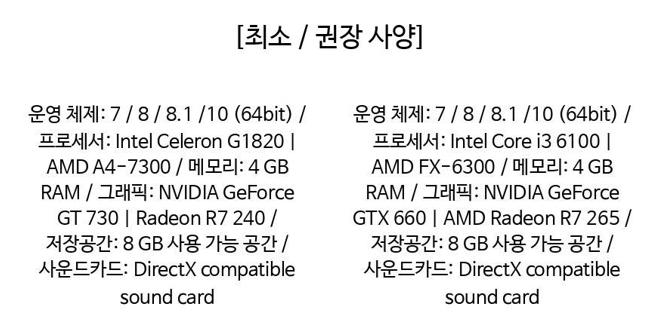 [최소 / 권장 사양]
운영 체제: 7 / 8 / 8.1 /10 (64bit) /
프로세서: Intel Celeron G1820 |
AMD A4-7300 / 메모리: 4 GB
RAM / 그래픽: NVIDIA GeForce
GT 730 | Radeon R7 240 /
저장공간: 8 GB 사용 가능 공간 /
사운드카드: DirectX compatible
sound card
운영 체제: 7 / 8 / 8.1 /10 (64bit) /
프로세서: Intel Core i3 6100 |
AMD FX-6300 / 메모리: 4 GB
RAM / 그래픽: NVIDIA GeForce
GTX 660 | AMD Radeon R7 265 /
저장공간: 8 GB 사용 가능 공간 /
사운드카드: DirectX compatible
sound card